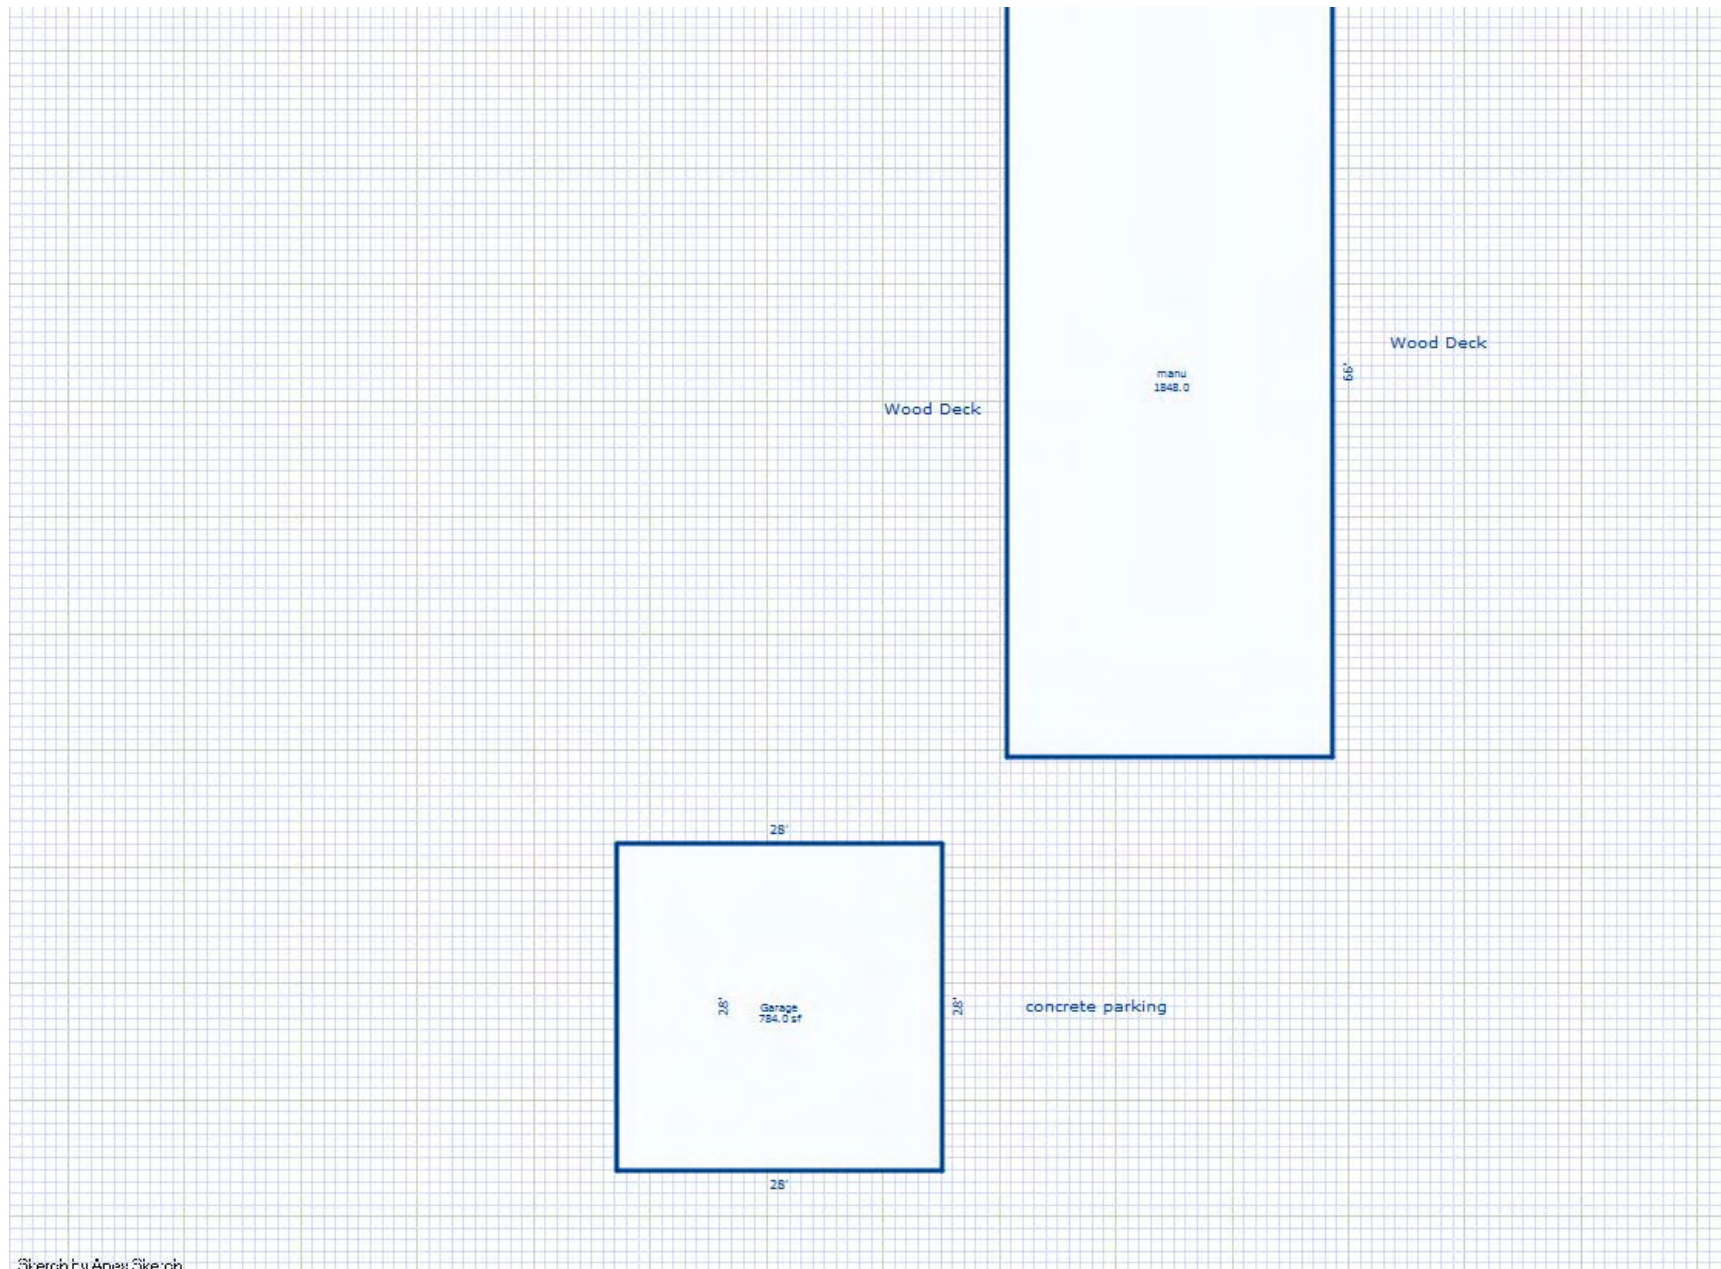 Wood Deck
66'
manu
1848.0
Wood Deck
28'
28'
Garage
784.0 sf
28'
concrete parking
28'
Sketch by Apex Sketch